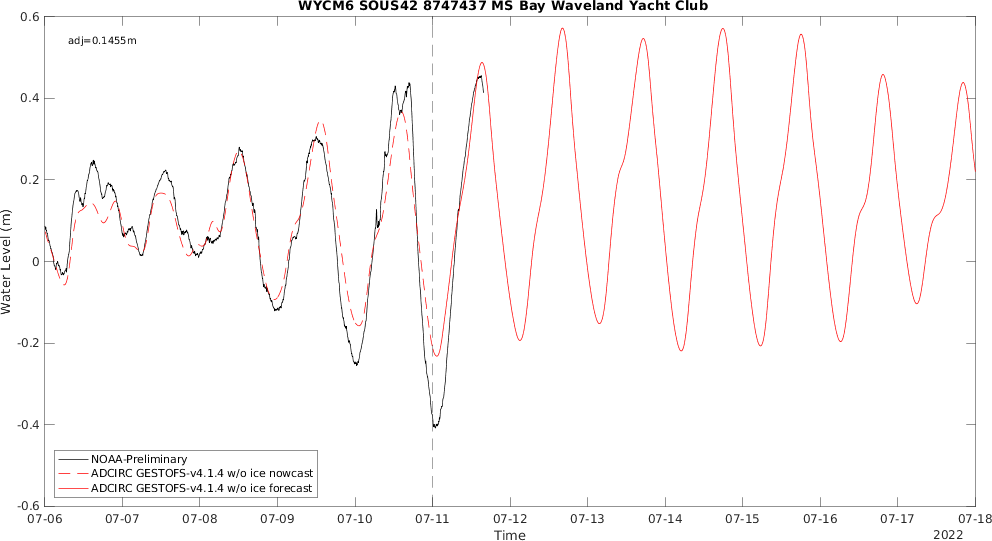 WYCM6 SOUS42 8747437 MS Bay Waveland Yacht Club
adj=0.1455m
Water Level (m)
0.6
0.4
0.2
0
-0.2
-0.4
-0.6
NOAA-Preliminary
ADCIRC GESTOFS-v4.1.4 w/o ice nowcast
ADCIRC GESTOFS-v4.1.4 w/o ice forecast
07-06 07-07 07-08 07-09 07-10 07-11 07-12 07-13 07-14 07-15 07-16 07-17 07-18
Time
2022